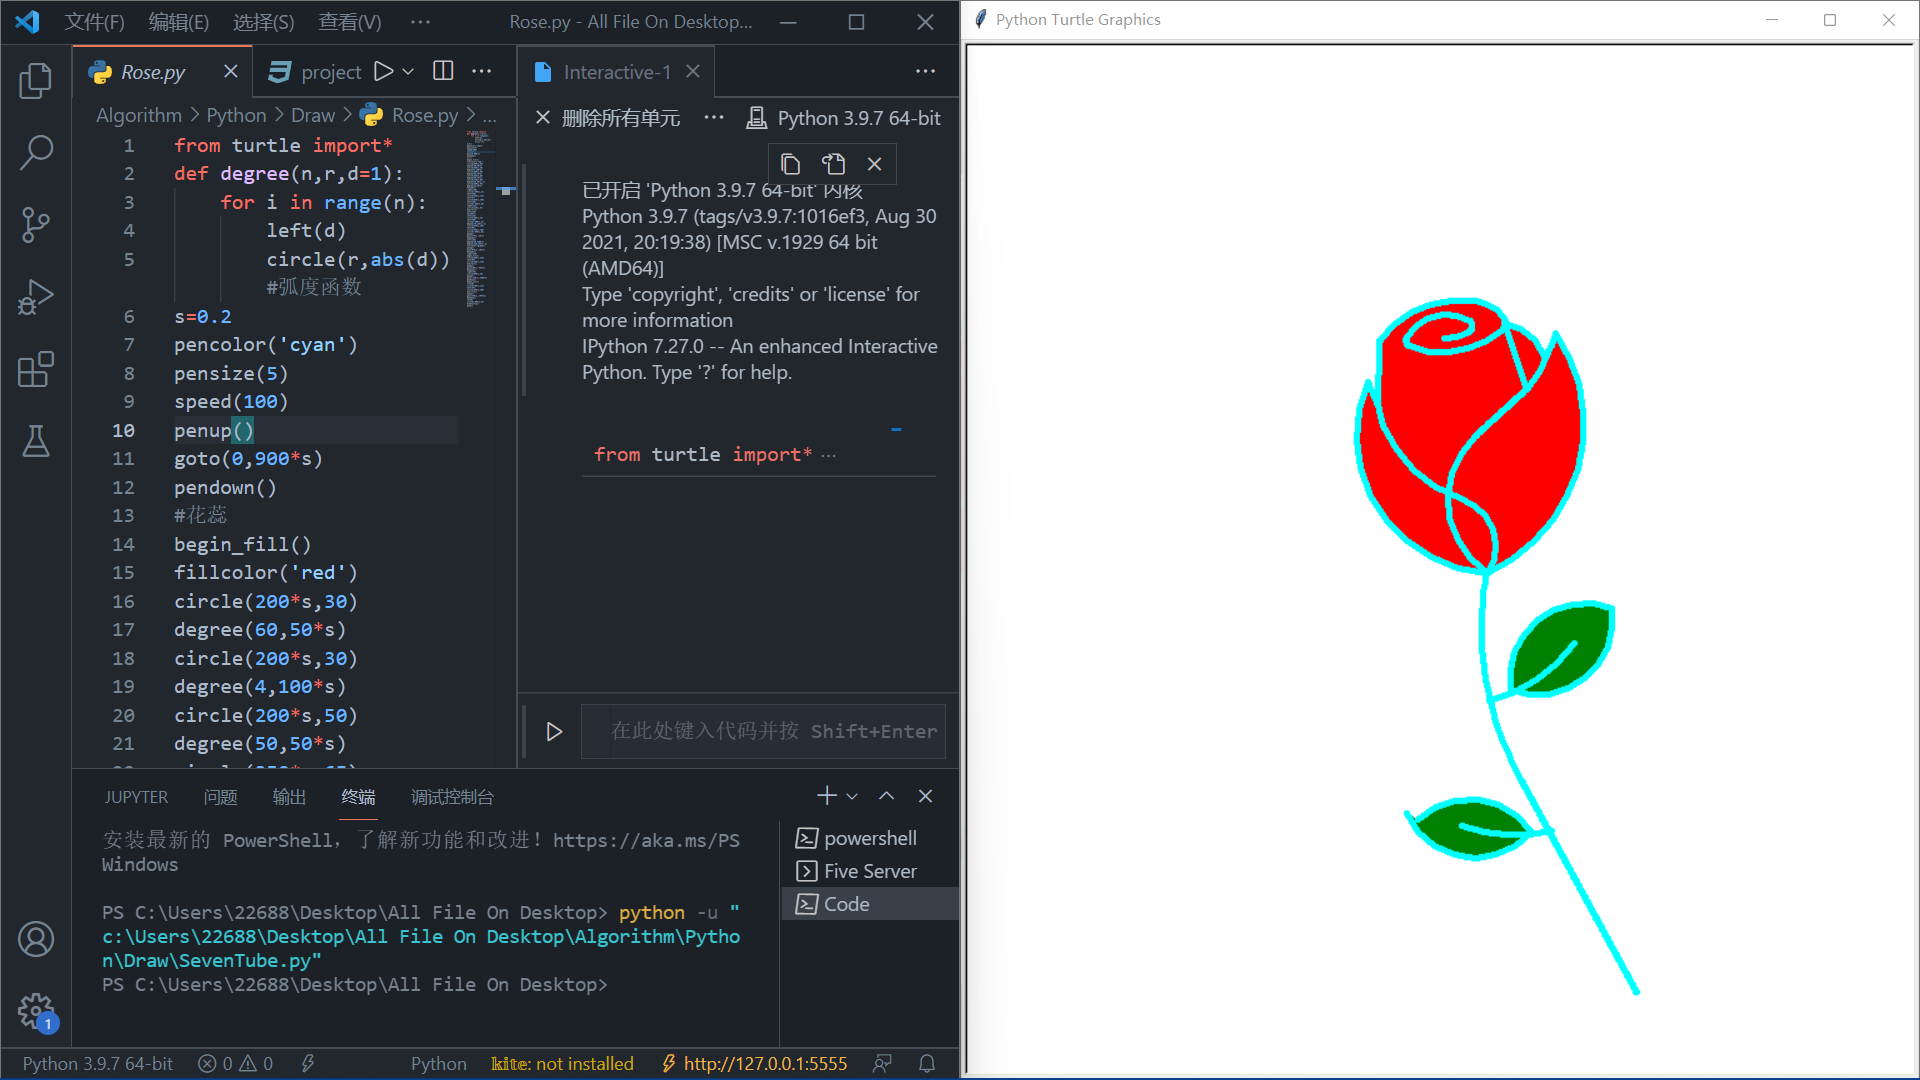 文件(F) 编辑(E) 选择(S) 查看(V) ··· Rose.py - All File On Desktop...
Rose.py project ···
Algorithm > Python > Draw > Rose.py > ...
1 from turtle import*
2 def degree(n,r,d=1):
3 for i in range(n):
4 left(d)
5 circle(r,abs(d))
#弧度函数
6 s=0.2
7 pencolor('cyan')
8 pensize(5)
9 speed(100)
10 penup()
11 goto(0,900*s)
12 pendown()
13 #花蕊
14 begin_fill()
15 fillcolor('red')
16 circle(200*s,30)
17 degree(60,50*s)
18 circle(200*s,30)
19 degree(4,100*s)
20 circle(200*s,50)
21 degree(50,50*s)
Interactive-1 ···
删除所有单元 ··· Python 3.9.7 64-bit
已开启 'Python 3.9.7 64-bit' 内核
Python 3.9.7 (tags/v3.9.7:1016ef3, Aug 30
2021, 20:19:38) [MSC v.1929 64 bit
(AMD64)]
Type 'copyright', 'credits' or 'license' for
more information
IPython 7.27.0 -- An enhanced Interactive
Python. Type '?' for help.
from turtle import* ···
在此处键入代码并按 Shift+Enter
JUPYTER 问题 输出 终端 调试控制台
安装最新的 PowerShell，了解新功能和改进！https://aka.ms/PS
Windows
PS C:\Users\22688\Desktop\All File On Desktop> python -u "
c:\Users\22688\Desktop\All File On Desktop\Algorithm\Pytho
n\Draw\SevenTube.py"
PS C:\Users\22688\Desktop\All File On Desktop>
powershell
Five Server
Code
1
Python 3.9.7 64-bit 0 0 Python kite: not installed http://127.0.0.1:5555
Python Turtle Graphics